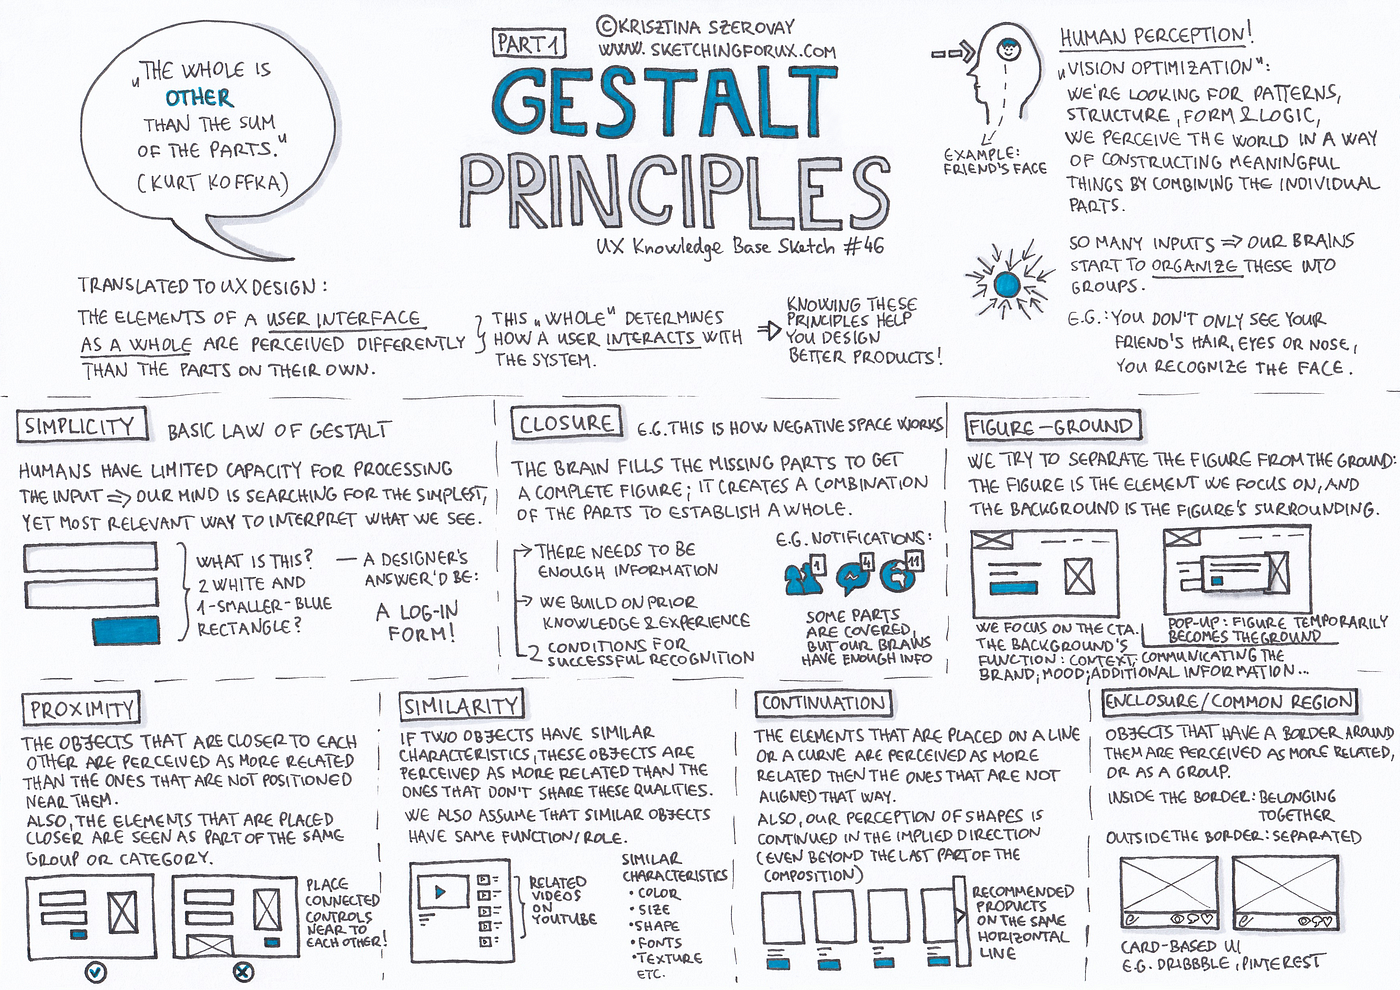 „THE WHOLE IS
OTHER
THAN THE SUM
OF THE PARTS."
(KURT KOFFKA)
PART 1
©KRISZTINA SZEROVAY
WWW.SKETCHINGFORUX.COM
GESTALT
PRINCIPLES
UX Knowledge Base Sketch #46
EXAMPLE:
FRIEND'S FACE
HUMAN PERCEPTION!
„VISION OPTIMIZATION":
WE'RE LOOKING FOR PATTERNS,
STRUCTURE, FORM & LOGIC,
WE PERCEIVE THE WORLD IN A WAY
OF CONSTRUCTING MEANINGFUL
THINGS BY COMBINING THE INDIVIDUAL
PARTS.
SO MANY INPUTS ⇒ OUR BRAINS
START TO ORGANIZE THESE INTO
GROUPS.
E.G.: YOU DON'T ONLY SEE YOUR
FRIEND'S HAIR, EYES OR NOSE,
YOU RECOGNIZE THE FACE.
TRANSLATED TO UX DESIGN:
THE ELEMENTS OF A USER INTERFACE
AS A WHOLE ARE PERCEIVED DIFFERENTLY
THAN THE PARTS ON THEIR OWN.
THIS „WHOLE" DETERMINES
HOW A USER INTERACTS WITH
THE SYSTEM.
⇒ KNOWING THESE
PRINCIPLES HELP
YOU DESIGN
BETTER PRODUCTS!
SIMPLICITY
BASIC LAW OF GESTALT
HUMANS HAVE LIMITED CAPACITY FOR PROCESSING
THE INPUT ⇒ OUR MIND IS SEARCHING FOR THE SIMPLEST,
YET MOST RELEVANT WAY TO INTERPRET WHAT WE SEE.
WHAT IS THIS?
2 WHITE AND
1-SMALLER-BLUE
RECTANGLE?
— A DESIGNER'S
ANSWER'D BE:
A LOG-IN
FORM!
CLOSURE
E.G. THIS IS HOW NEGATIVE SPACE WORKS
THE BRAIN FILLS THE MISSING PARTS TO GET
A COMPLETE FIGURE; IT CREATES A COMBINATION
OF THE PARTS TO ESTABLISH A WHOLE.
→ THERE NEEDS TO BE
ENOUGH INFORMATION
→ WE BUILD ON PRIOR
KNOWLEDGE & EXPERIENCE
2 CONDITIONS FOR
SUCCESSFUL RECOGNITION
E.G. NOTIFICATIONS:
1
4
11
SOME PARTS
ARE COVERED,
BUT OUR BRAINS
HAVE ENOUGH INFO
FIGURE-GROUND
WE TRY TO SEPARATE THE FIGURE FROM THE GROUND:
THE FIGURE IS THE ELEMENT WE FOCUS ON, AND
THE BACKGROUND IS THE FIGURE'S SURROUNDING.
WE FOCUS ON THE CTA.
THE BACKGROUND'S
FUNCTION: CONTEXT, COMMUNICATING THE
BRAND; MOOD; ADDITIONAL INFORMATION...
POP-UP: FIGURE TEMPORARILY
BECOMES THE GROUND
PROXIMITY
THE OBJECTS THAT ARE CLOSER TO EACH
OTHER ARE PERCEIVED AS MORE RELATED
THAN THE ONES THAT ARE NOT POSITIONED
NEAR THEM.
ALSO, THE ELEMENTS THAT ARE PLACED
CLOSER ARE SEEN AS PART OF THE SAME
GROUP OR CATEGORY.
PLACE
CONNECTED
CONTROLS
NEAR TO
EACH OTHER!
SIMILARITY
IF TWO OBJECTS HAVE SIMILAR
CHARACTERISTICS, THESE OBJECTS ARE
PERCEIVED AS MORE RELATED THAN THE
ONES THAT DON'T SHARE THESE QUALITIES.
WE ALSO ASSUME THAT SIMILAR OBJECTS
HAVE SAME FUNCTION/ROLE.
RELATED
VIDEOS
ON
YOUTUBE
SIMILAR
CHARACTERISTICS
• COLOR
• SIZE
• SHAPE
• FONTS
• TEXTURE
ETC.
CONTINUATION
THE ELEMENTS THAT ARE PLACED ON A LINE
OR A CURVE ARE PERCEIVED AS MORE
RELATED THEN THE ONES THAT ARE NOT
ALIGNED THAT WAY.
ALSO, OUR PERCEPTION OF SHAPES IS
CONTINUED IN THE IMPLIED DIRECTION
(EVEN BEYOND THE LAST PART OF THE
COMPOSITION)
RECOMMENDED
PRODUCTS
ON THE SAME
HORIZONTAL
LINE
ENCLOSURE/COMMON REGION
OBJECTS THAT HAVE A BORDER AROUND
THEM ARE PERCEIVED AS MORE RELATED,
OR AS A GROUP.
INSIDE THE BORDER: BELONGING
TOGETHER
OUTSIDE THE BORDER: SEPARATED
CARD-BASED UI
E.G. DRIBBBLE, PINTEREST